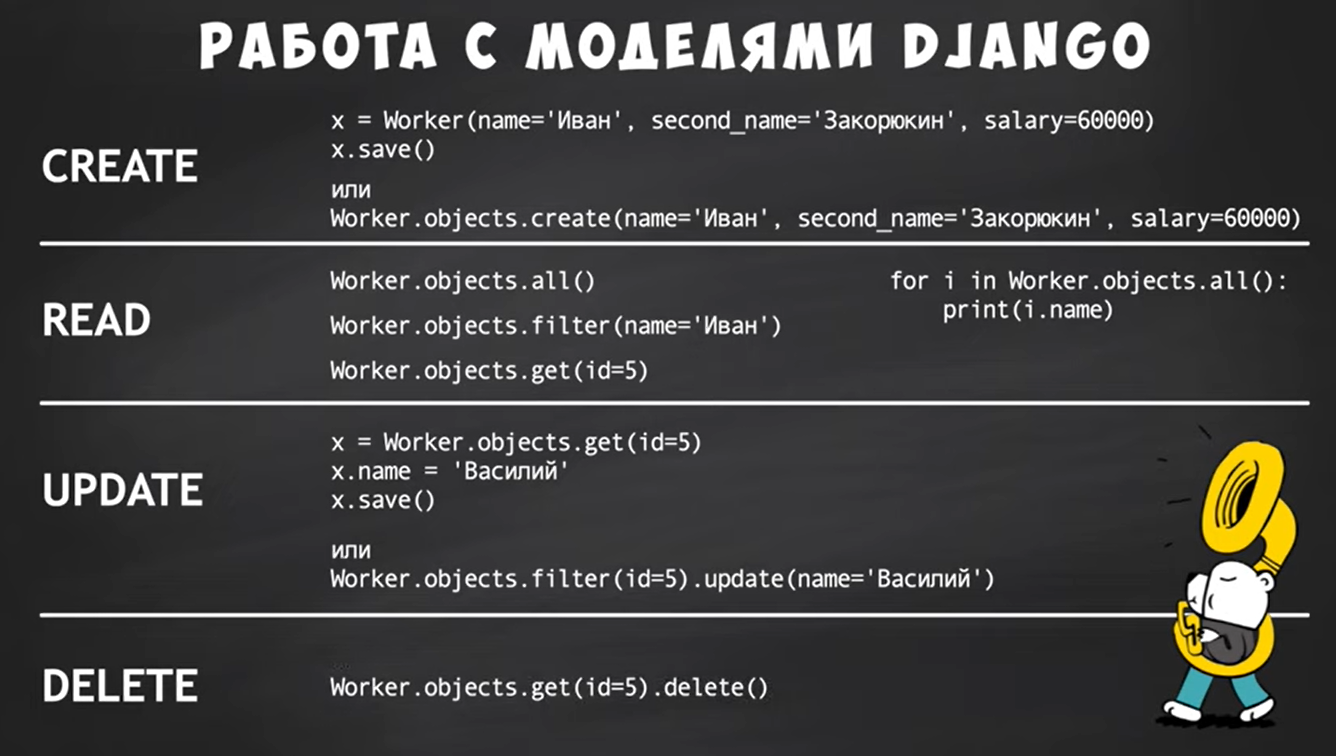 РАБОТА С МОДЕЛЯМИ DJANGO
CREATE
x = Worker(name='Иван', second_name='Закорюкин', salary=60000)
x.save()
или
Worker.objects.create(name='Иван', second_name='Закорюкин', salary=60000)
READ
Worker.objects.all()
Worker.objects.filter(name='Иван')
Worker.objects.get(id=5)
for i in Worker.objects.all():
    print(i.name)
UPDATE
x = Worker.objects.get(id=5)
x.name = 'Василий'
x.save()
или
Worker.objects.filter(id=5).update(name='Василий')
DELETE
Worker.objects.get(id=5).delete()